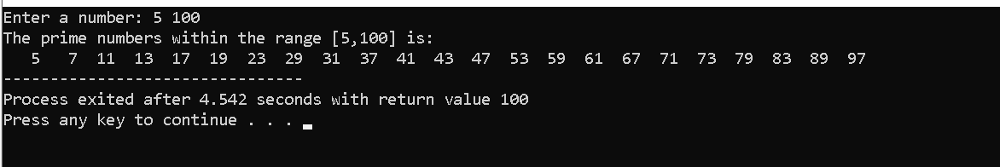 Enter a number: 5 100
The prime numbers within the range [5,100] is:
   5   7  11  13  17  19  23  29  31  37  41  43  47  53  59  61  67  71  73  79  83  89  97
--------------------------------
Process exited after 4.542 seconds with return value 100
Press any key to continue . . .